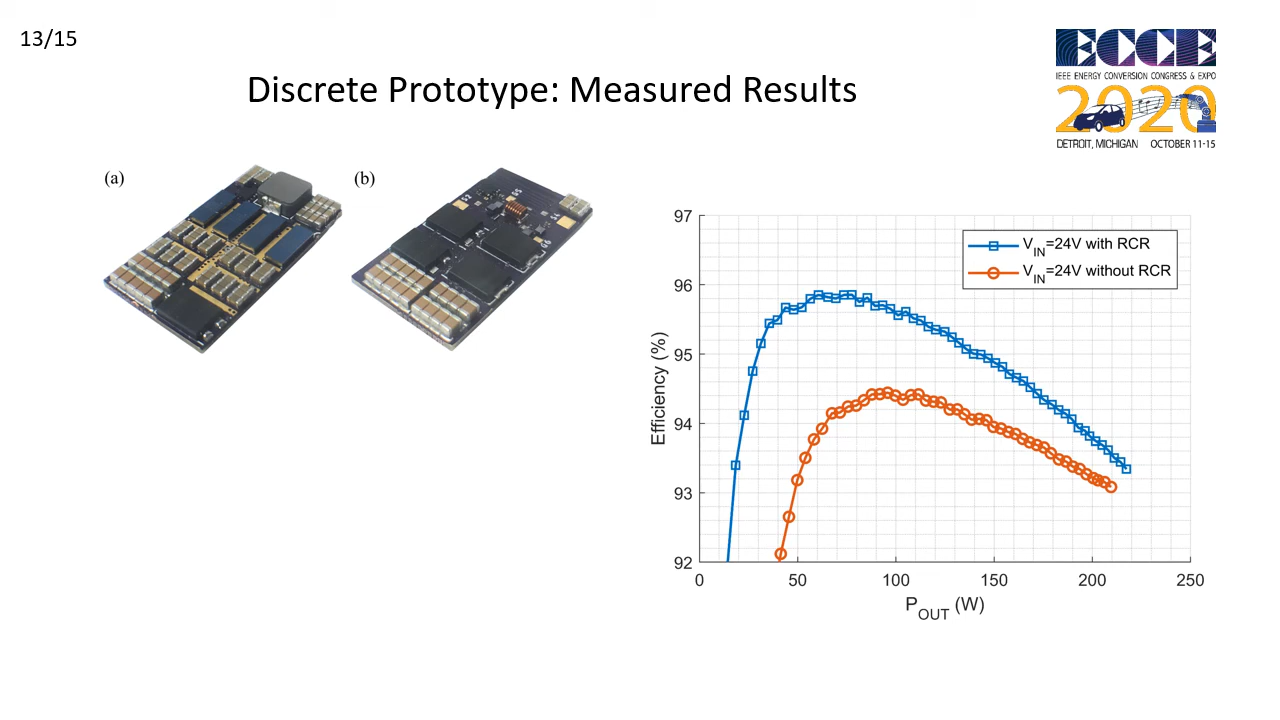 13/15
ECCE
IEEE ENERGY CONVERSION CONGRESS & EXPO
2020
DETROIT, MICHIGAN OCTOBER 11-15
Discrete Prototype: Measured Results
(a)
(b)
97
96
95
94
93
92
Efficiency (%)
V_IN=24V with RCR
V_IN=24V without RCR
0 50 100 150 200 250
P_OUT (W)